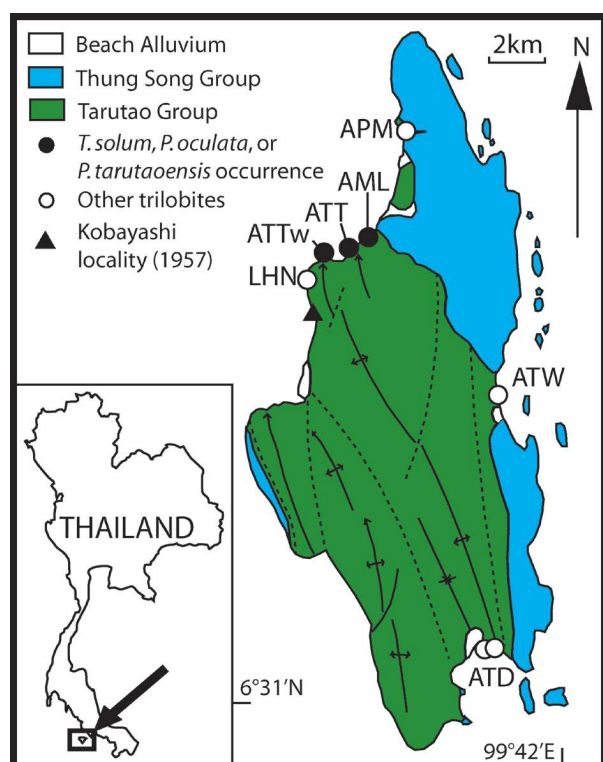 Beach Alluvium
Thung Song Group
Tarutao Group
T. solum, P. oculata, or
P. tarutaoensis occurrence
Other trilobites
Kobayashi
locality (1957)
2km
N
APM
AML
ATT
ATTw
LHN
ATW
ATD
THAILAND
6°31'N
99°42'E